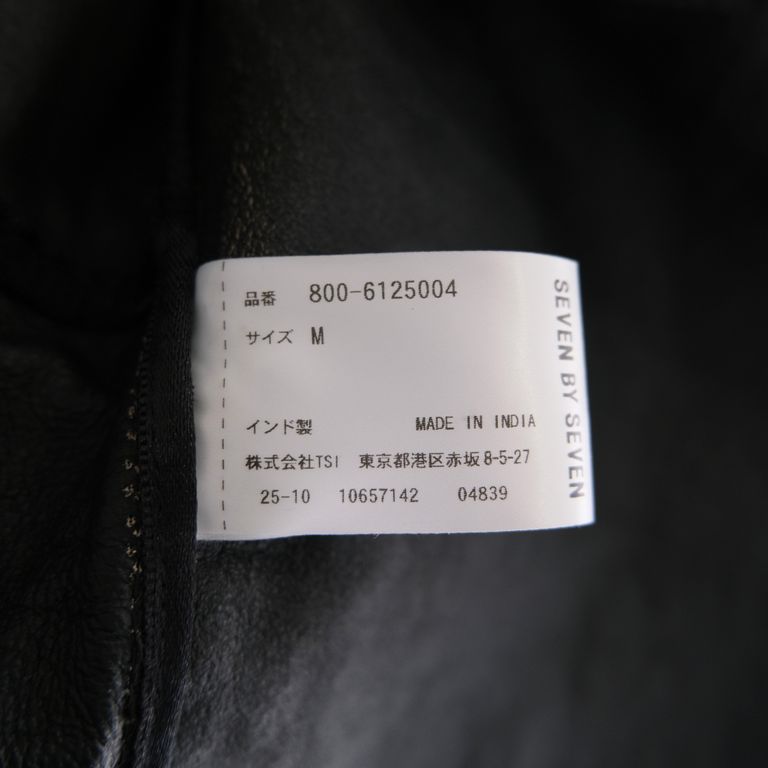 品番 800-6125004
サイズ M
インド製 MADE IN INDIA
株式会社TSI 東京都港区赤坂8-5-27
25-10 10657142 04839
SEVEN BY SEVEN